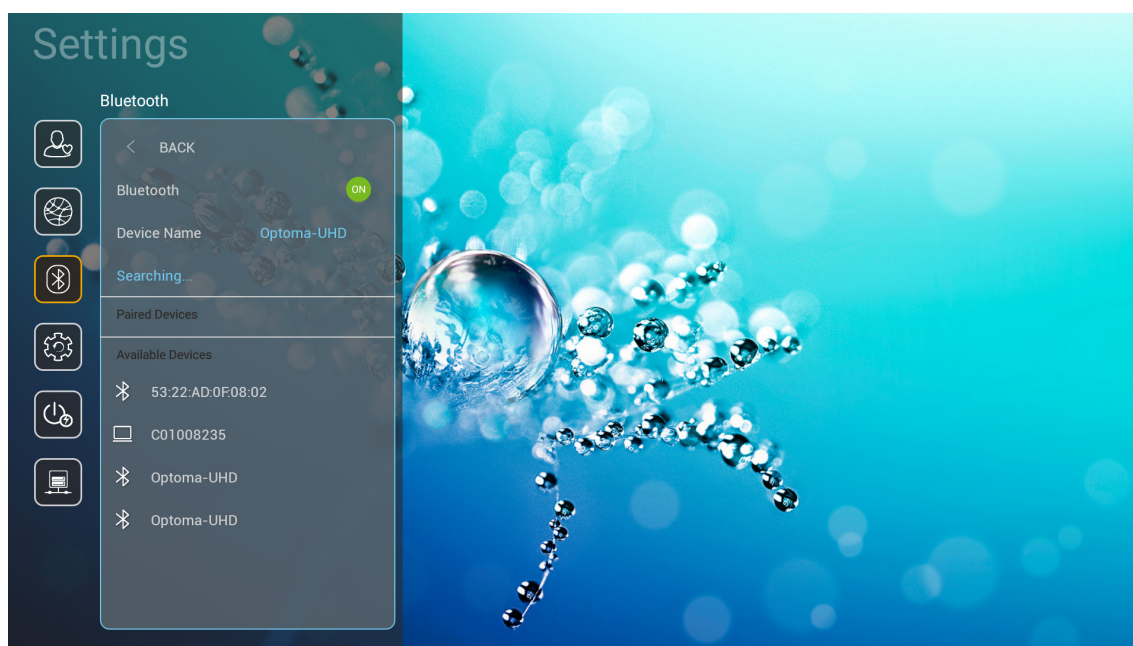 Settings
Bluetooth
BACK
Bluetooth ON
Device Name Optoma-UHD
Searching...
Paired Devices
Available Devices
53:22:AD:0F:08:02
C01008235
Optoma-UHD
Optoma-UHD